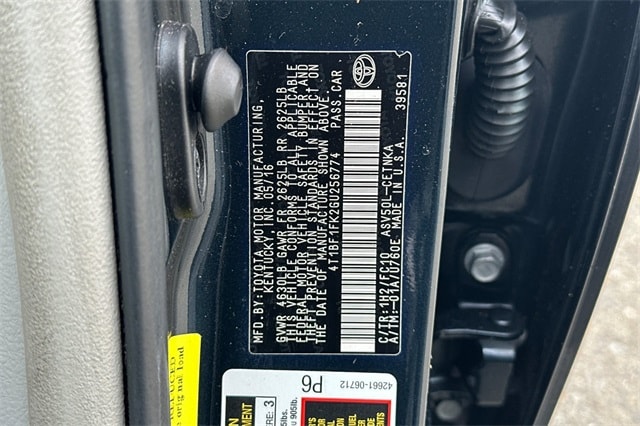 MFD. BY:TOYOTA MOTOR MANUFACTURING,
KENTUCKY, INC. 05/16
GVWR 4630LB GAWR FR 2625LB RR 2625LB
THIS VEHICLE CONFORMS TO ALL APPLICABLE
FEDERAL MOTOR VEHICLE SAFETY, BUMPER, AND
THEFT PREVENTION STANDARDS IN EFFECT ON
THE DATE OF MANUFACTURE SHOWN ABOVE.
4T1BF1FK2GU256774 PASS.CAR
C/TR:1H2/FC10 ASV50L-CETNKA
A/TM:-01A/U760E MADE IN U.S.A.
39581
P6
42661-06712